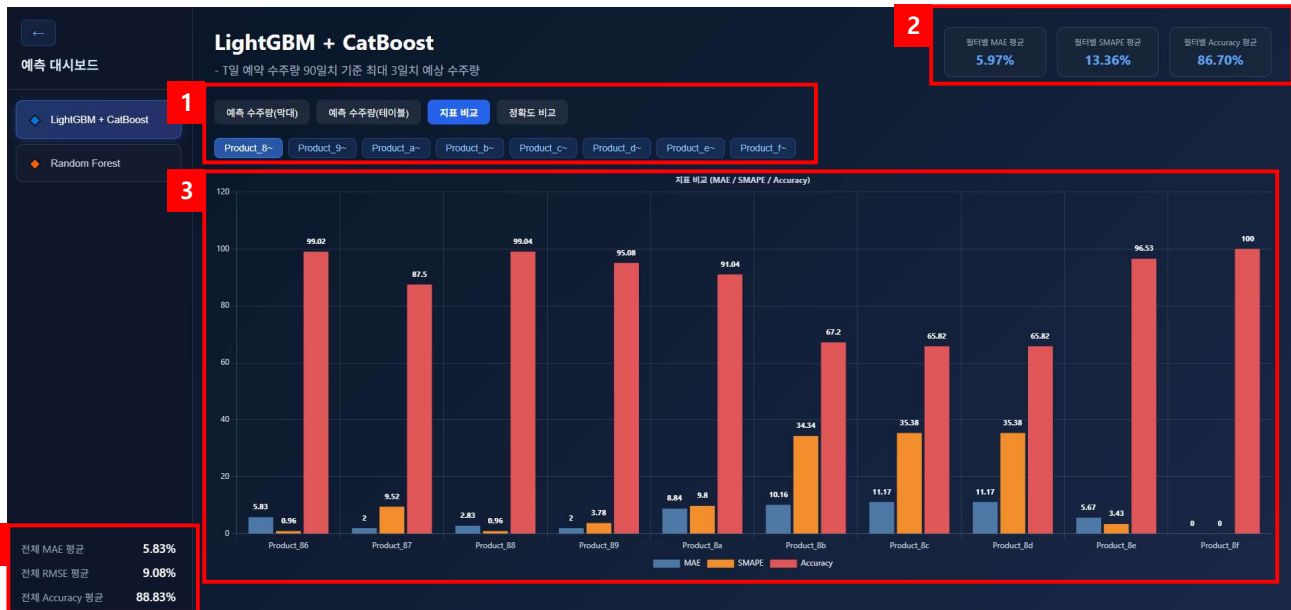 ←
예측 대시보드
LightGBM + CatBoost
Random Forest
전체 MAE 평균 5.83%
전체 RMSE 평균 9.08%
전체 Accuracy 평균 88.83%
LightGBM + CatBoost
- T일 예약 수주량 90일치 기준 최대 3일치 예상 수주량
2
필터별 MAE 평균 필터별 SMAPE 평균 필터별 Accuracy 평균
5.97% 13.36% 86.70%
1
예측 수주량(막대) 예측 수주량(테이블) 지표 비교 정확도 비교
Product_8~ Product_9~ Product_a~ Product_b~ Product_c~ Product_d~ Product_e~ Product_f~
3
지표 비교 (MAE / SMAPE / Accuracy)
120
100
80
60
40
20
0
5.83 0.96 99.02
2 9.52 87.5
2.83 0.96 99.04
2 3.78 95.08
8.84 9.8 91.04
10.16 34.34 67.2
11.17 35.38 65.82
11.17 35.38 65.82
5.67 3.43 96.53
0 0 100
Product_86 Product_87 Product_88 Product_89 Product_8a Product_8b Product_8c Product_8d Product_8e Product_8f
MAE SMAPE Accuracy